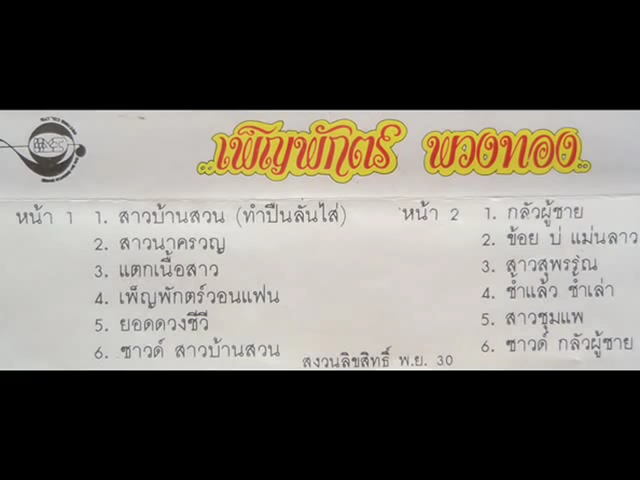 ..เพ็ญพักตร์ พวงทอง..
หน้า 1 1. สาวบ้านสวน (ทำปืนลั่นใส่)
2. สาวนาครวญ
3. แตกเนื้อสาว
4. เพ็ญพักตร์วอนแฟน
5. ยอดดวงชีวี
6. ซาวด์ สาวบ้านสวน
หน้า 2 1. กลัวผู้ชาย
2. ข้อย บ่ แม่นลาว
3. สาวสุพรรณ
4. ช้ำแล้ว ช้ำเล่า
5. สาวชุมแพ
6. ซาวด์ กลัวผู้ชาย
สงวนลิขสิทธิ์ พ.ย. 30